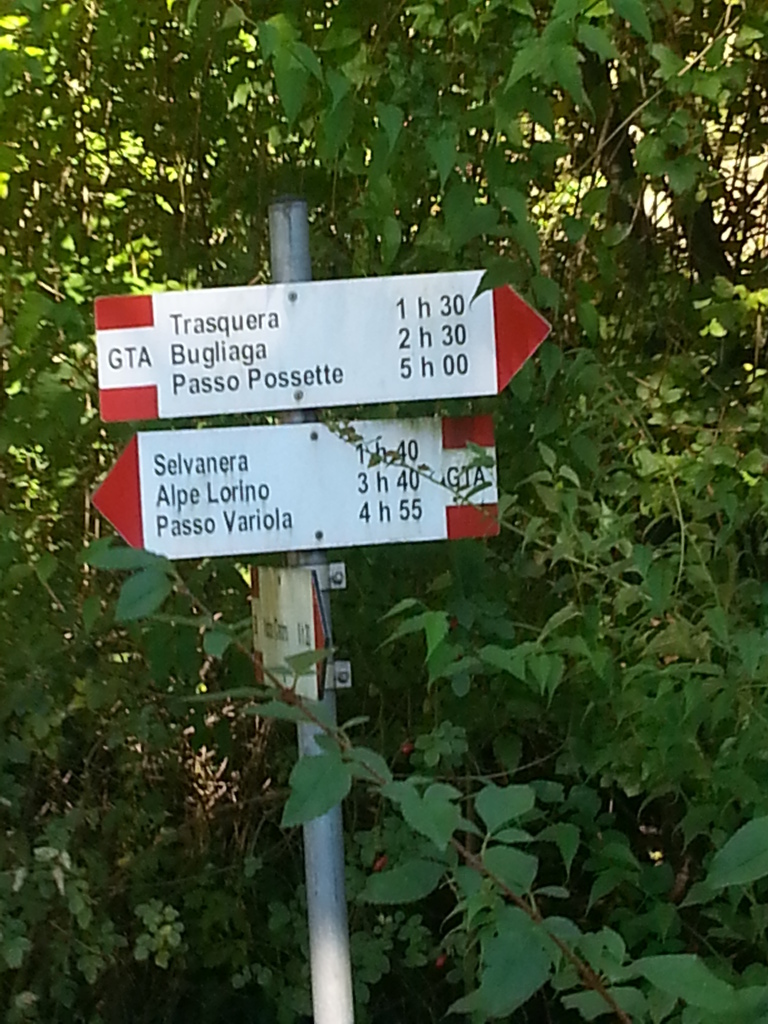 Trasquera 1 h 30
GTA Bugliaga 2 h 30
Passo Possette 5 h 00
Selvanera 1 h 40
Alpe Lorino 3 h 40 GTA
Passo Variola 4 h 55